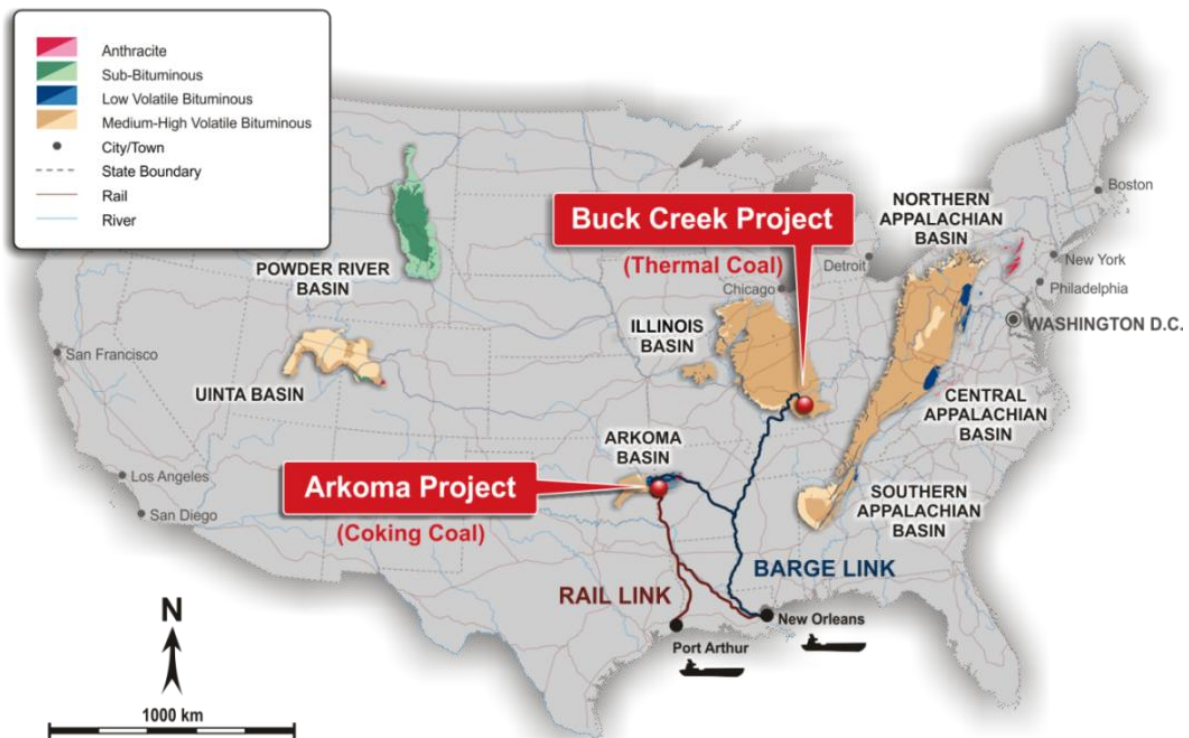 Anthracite
Sub-Bituminous
Low Volatile Bituminous
Medium-High Volatile Bituminous
City/Town
State Boundary
Rail
River
NORTHERN
APPALACHIAN
BASIN
Boston
Buck Creek Project
(Thermal Coal)
Detroit
New York
Chicago
Philadelphia
POWDER RIVER
BASIN
ILLINOIS
BASIN
WASHINGTON D.C.
San Francisco
UINTA BASIN
CENTRAL
APPALACHIAN
BASIN
ARKOMA
BASIN
Los Angeles
Arkoma Project
(Coking Coal)
San Diego
SOUTHERN
APPALACHIAN
BASIN
BARGE LINK
RAIL LINK
New Orleans
Port Arthur
N
1000 km